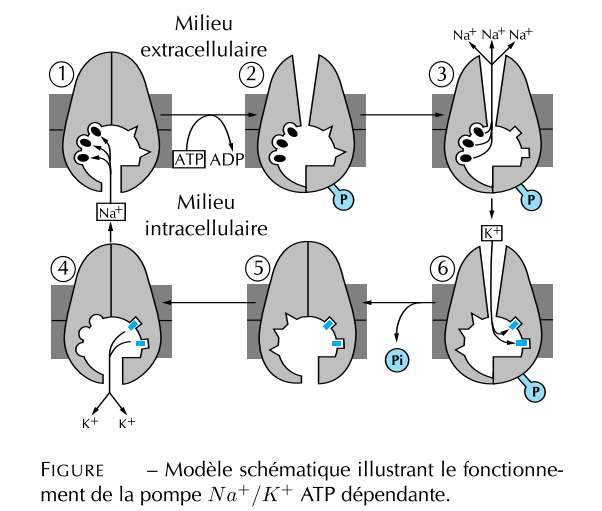 Milieu
extracellulaire
Na⁺ Na⁺ Na⁺
1
2
3
ATP ADP
P
P
Na⁺
Milieu
intracellulaire
K⁺
4
5
6
Pi
P
K⁺ K⁺
FIGURE – Modèle schématique illustrant le fonctionne-
ment de la pompe Na⁺/K⁺ ATP dépendante.